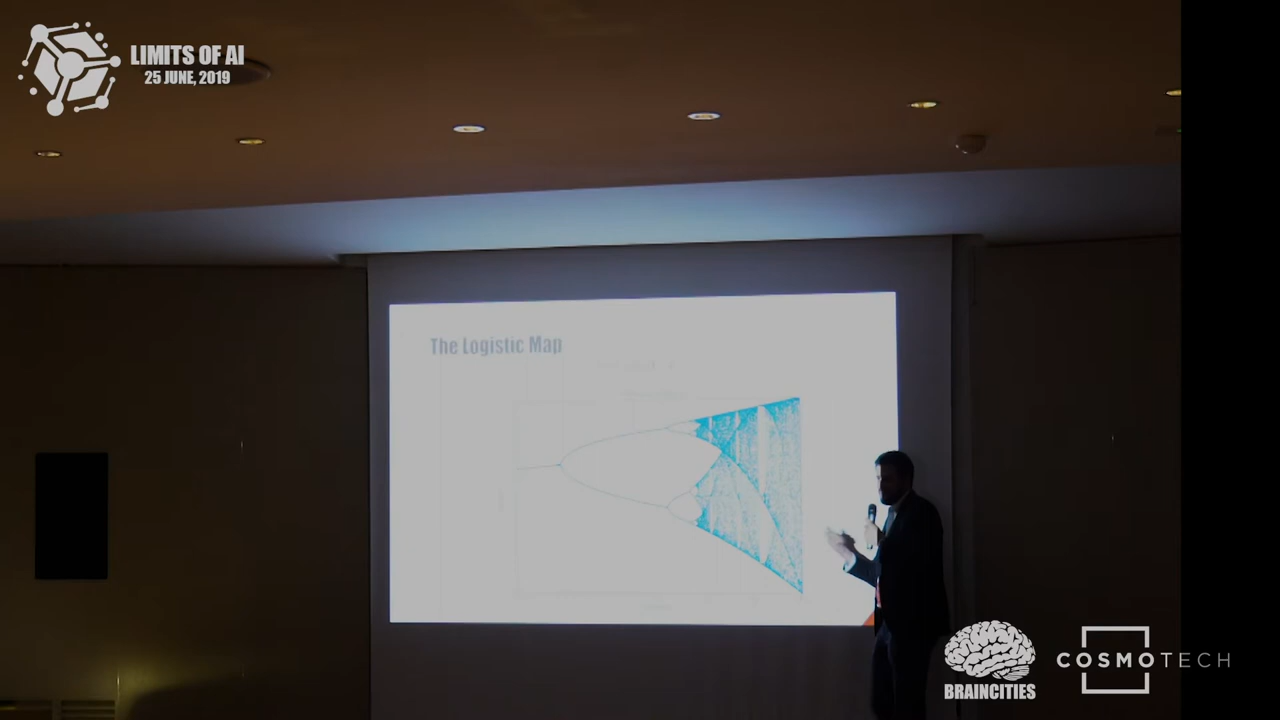 LIMITS OF AI
25 JUNE, 2019
The Logistic Map
BRAINCITIES
COSMOTECH